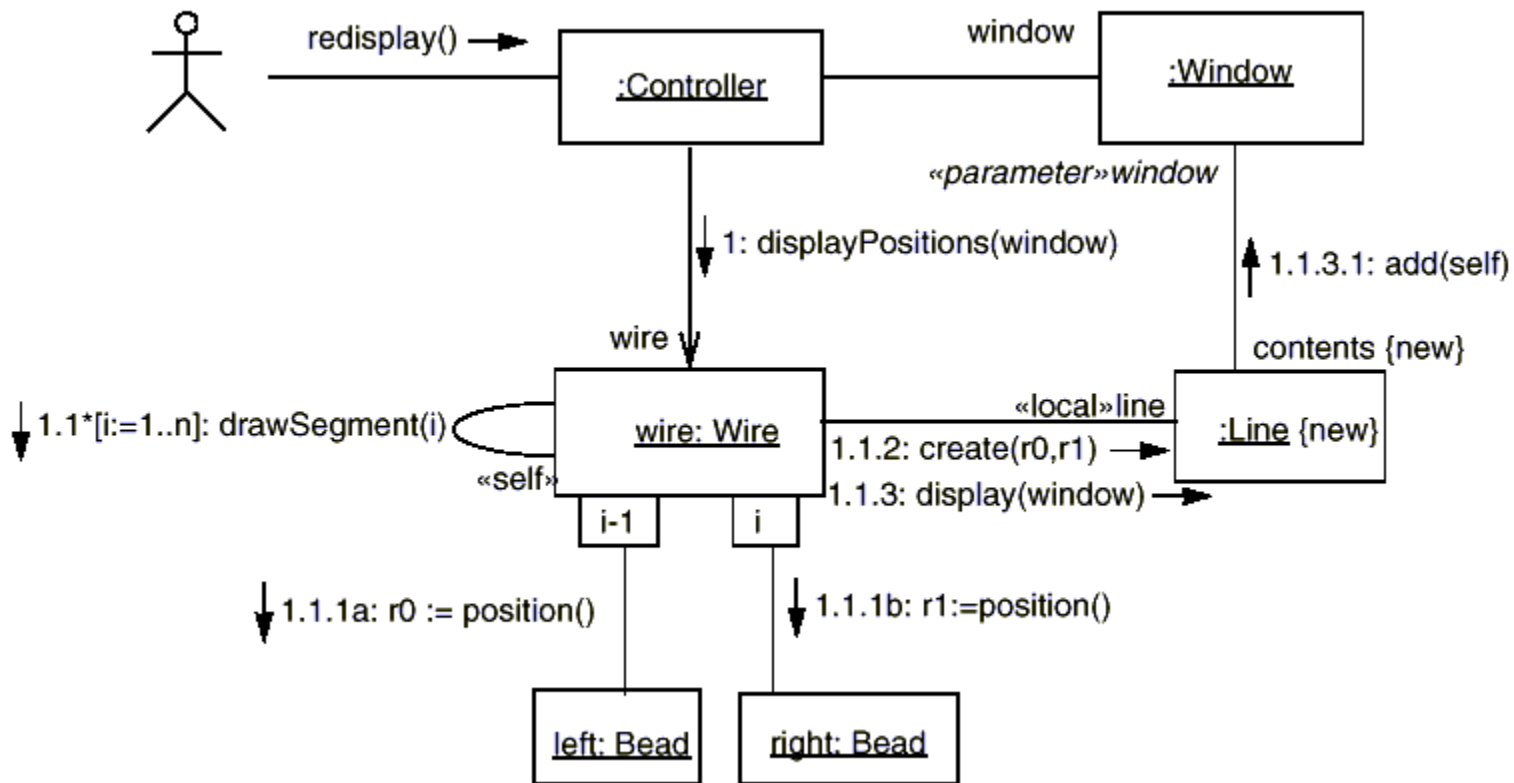 redisplay()
:Controller
window
:Window
«parameter»window
1: displayPositions(window)
1.1.3.1: add(self)
wire
contents {new}
1.1*[i:=1..n]: drawSegment(i)
wire: Wire
«local»line
:Line {new}
1.1.2: create(r0,r1)
«self»
1.1.3: display(window)
i-1
i
1.1.1a: r0 := position()
1.1.1b: r1:=position()
left: Bead
right: Bead